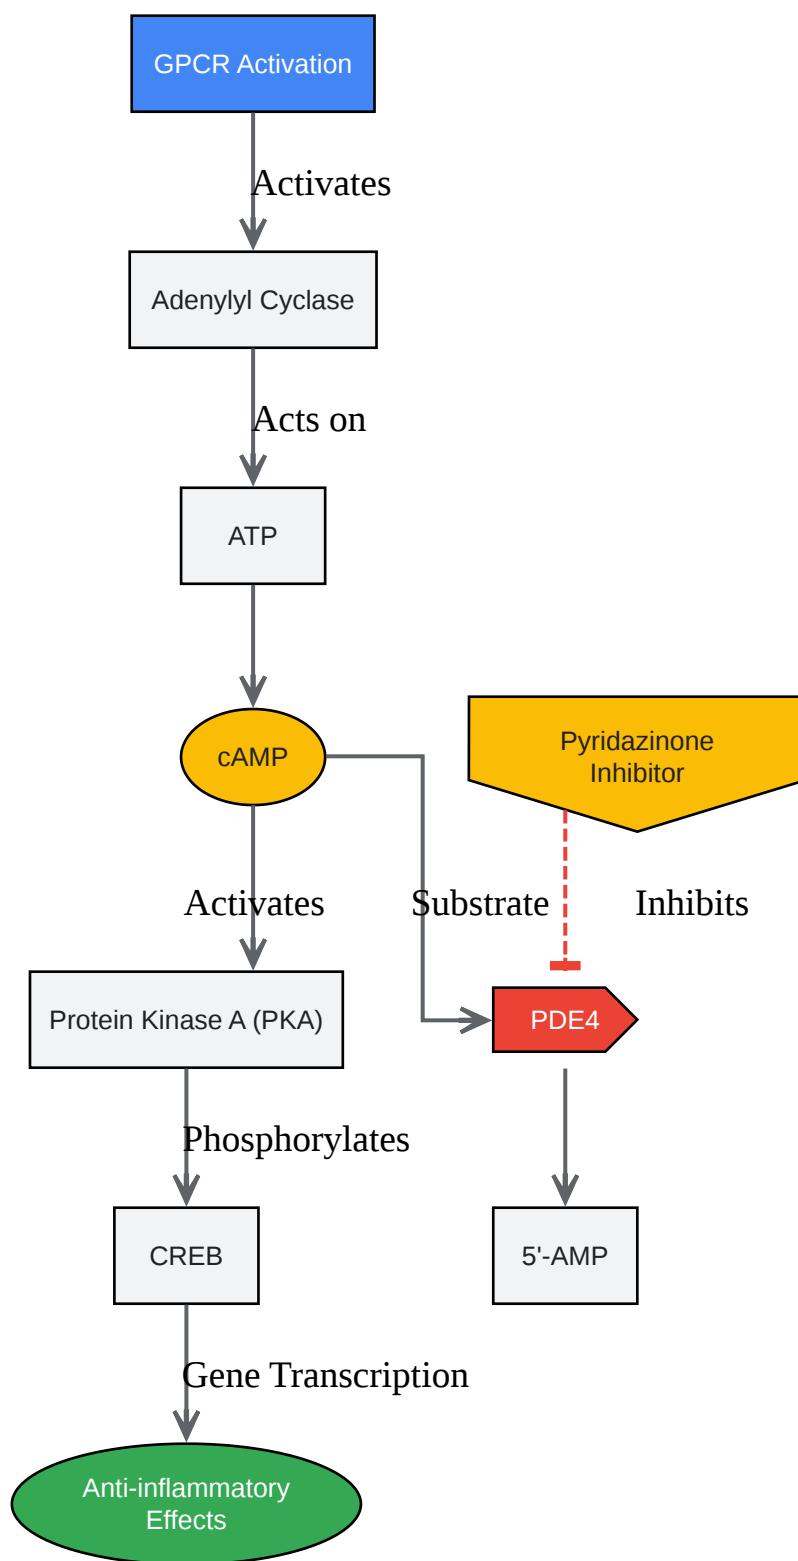 GPCR Activation
Activates
Adenylyl Cyclase
Acts on
ATP
cAMP
Pyridazinone
Inhibitor
Activates
Substrate
Inhibits
Protein Kinase A (PKA)
PDE4
Phosphorylates
CREB
5'-AMP
Gene Transcription
Anti-inflammatory
Effects